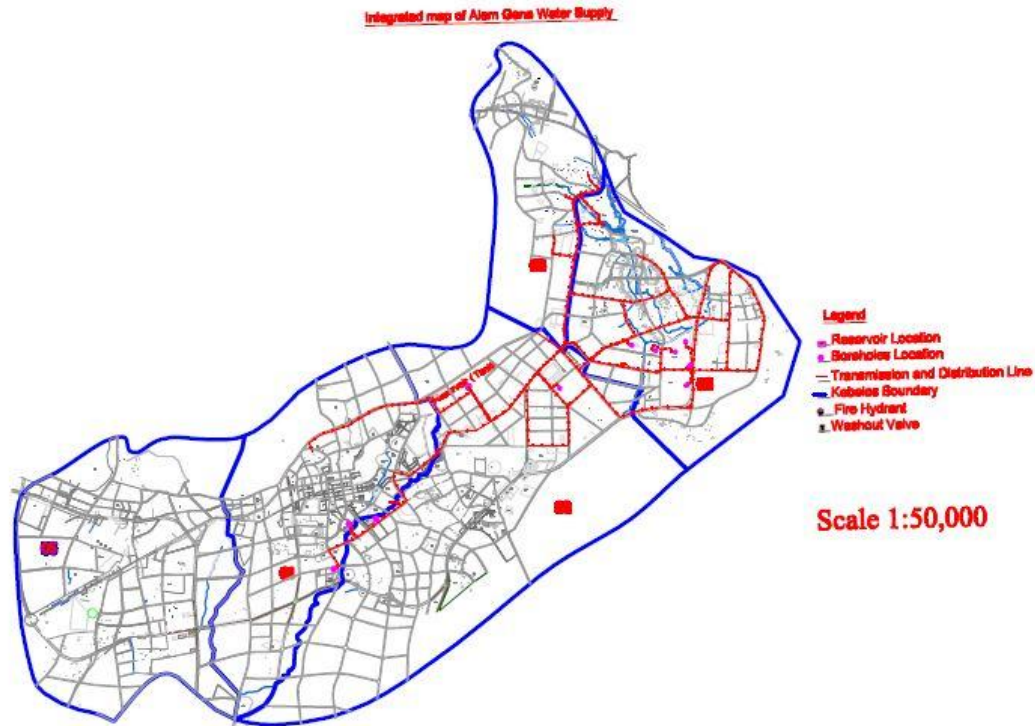 Integrated map of Alem Gena Water Supply
Legend
Reservoir Location
Boreholes Location
Transmission and Distribution Line
Kebeles Boundary
Fire Hydrant
Washout Valve
Scale 1:50,000